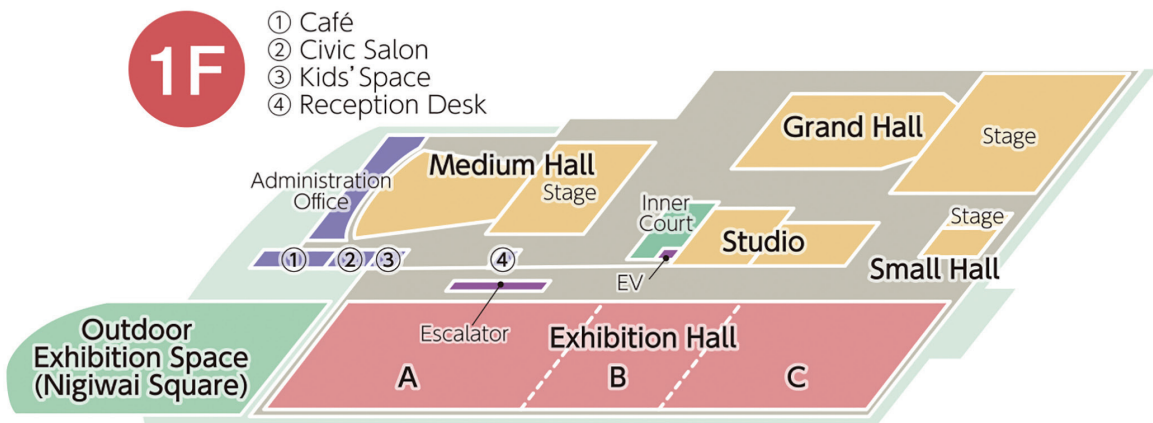 1F
① Café
② Civic Salon
③ Kids' Space
④ Reception Desk
Grand Hall
Stage
Medium Hall
Stage
Administration
Office
Inner
Court
Stage
Studio
Small Hall
①
②
③
④
EV
Escalator
Outdoor
Exhibition Space
(Nigiwai Square)
Exhibition Hall
A
B
C